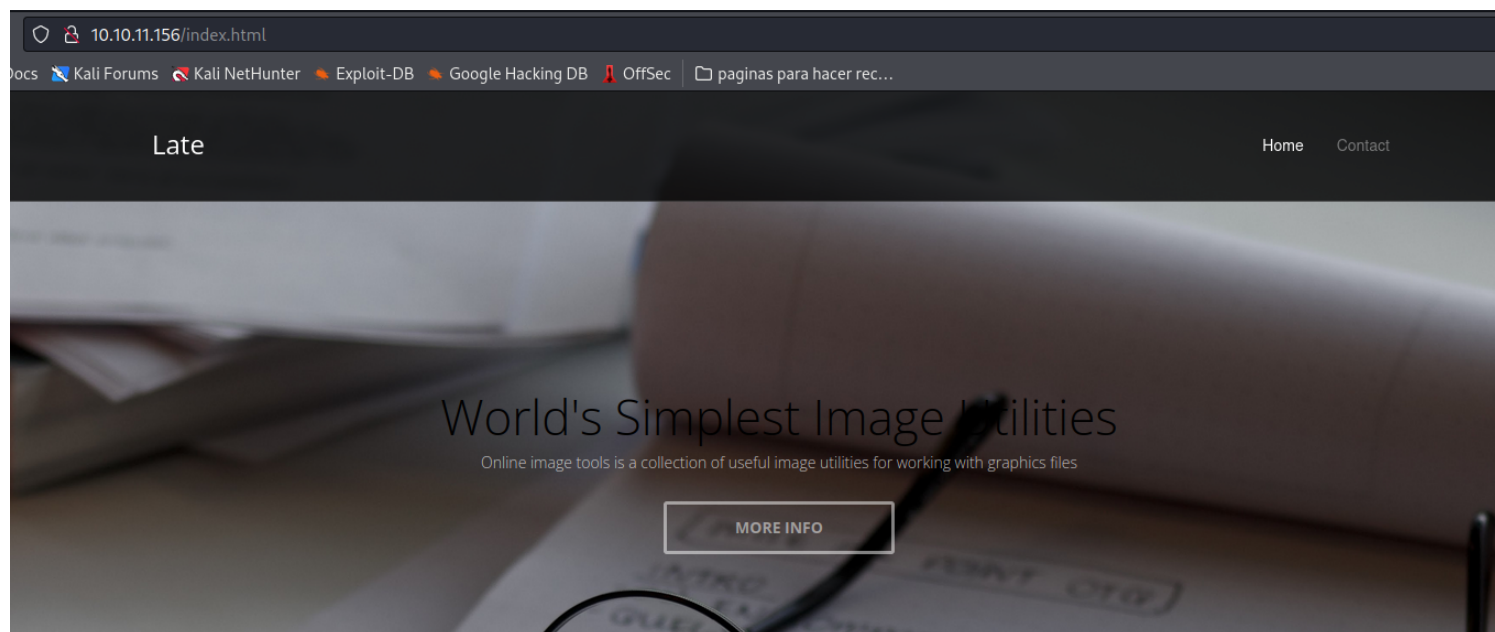 10.10.11.156/index.html
Docs Kali Forums Kali NetHunter Exploit-DB Google Hacking DB OffSec paginas para hacer rec...
Late Home Contact
World's Simplest Image Utilities
Online image tools is a collection of useful image utilities for working with graphics files
MORE INFO
INTRO POINT